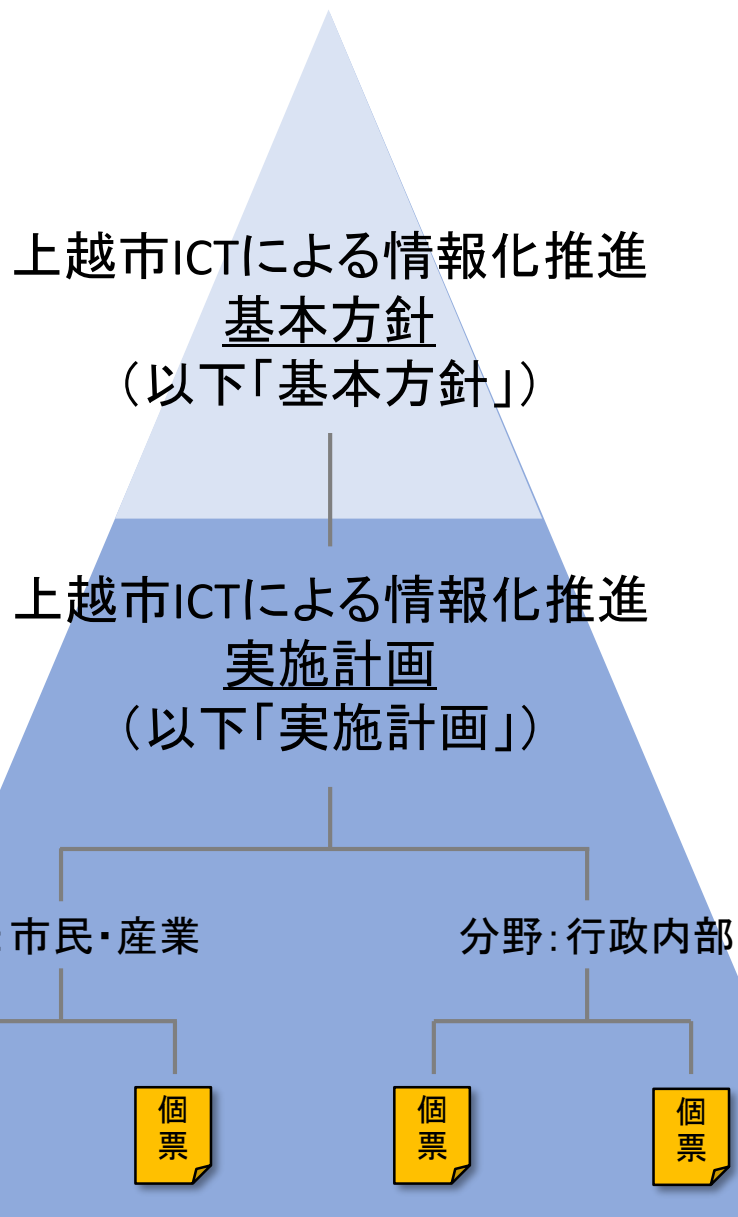 上越市ICTによる情報化推進
基本方針
（以下「基本方針」）
上越市ICTによる情報化推進
実施計画
（以下「実施計画」）
：市民・産業
分野：行政内部
個票
個票
個票